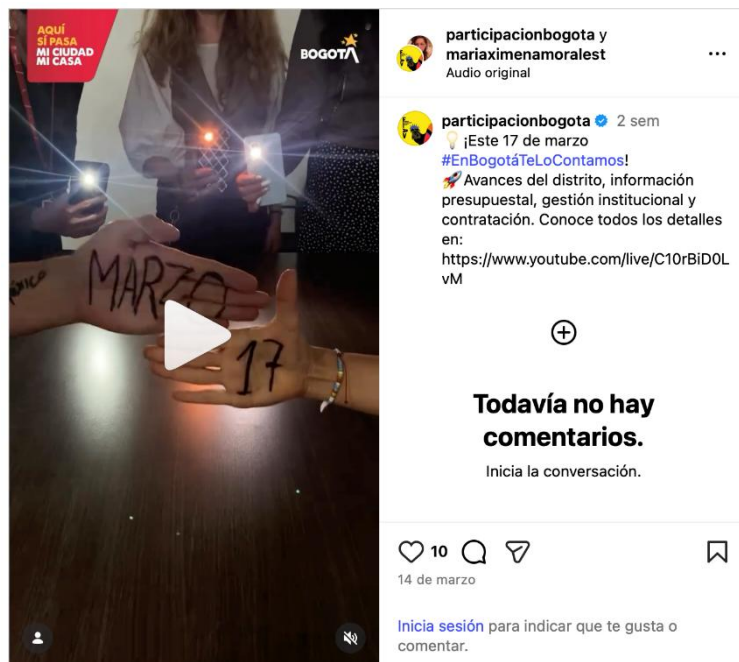 AQUÍ
SÍ PASA
MI CIUDAD
MI CASA
BOGOTÁ
MARZO
17
participacionbogota y
mariaximenamoralest
Audio original
participacionbogota 2 sem
¡Este 17 de marzo
#EnBogotáTeLoContamos!
Avances del distrito, información
presupuestal, gestión institucional y
contratación. Conoce todos los detalles
en:
https://www.youtube.com/live/C10rBiD0L
vM
Todavía no hay
comentarios.
Inicia la conversación.
10
14 de marzo
Inicia sesión para indicar que te gusta o
comentar.